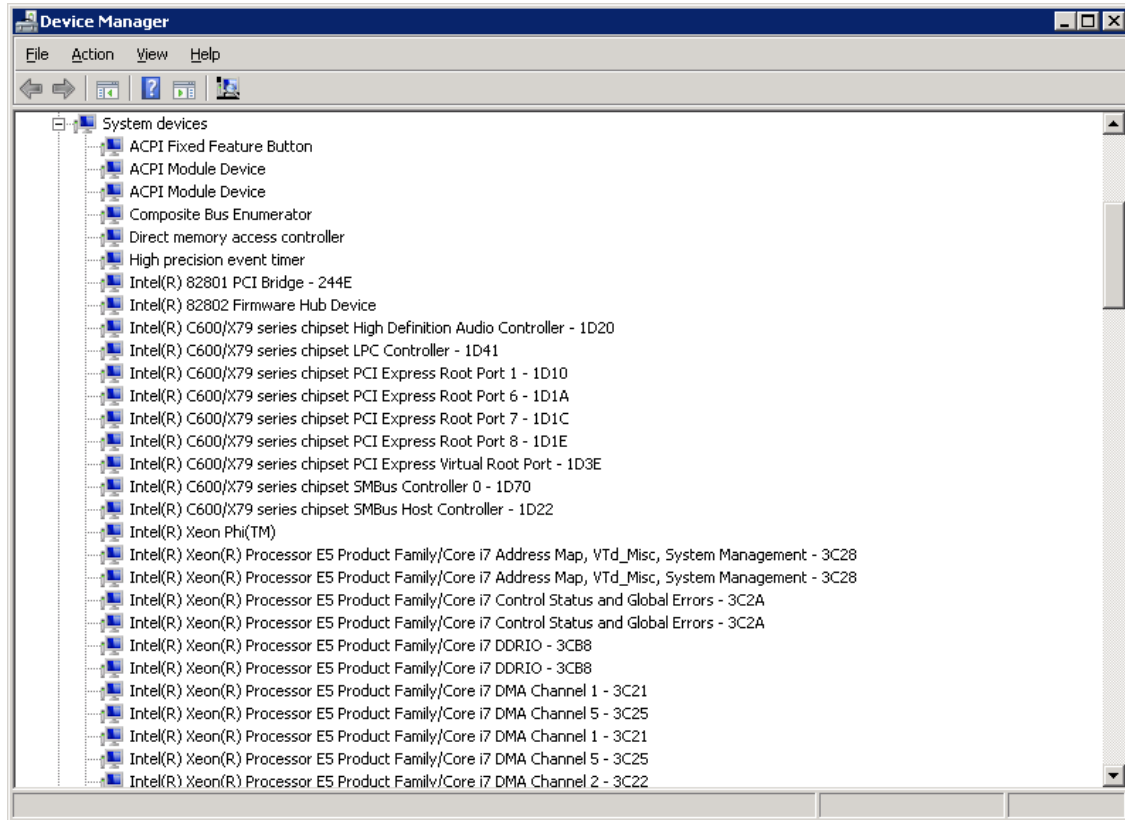 Device Manager
File Action View Help
System devices
ACPI Fixed Feature Button
ACPI Module Device
ACPI Module Device
Composite Bus Enumerator
Direct memory access controller
High precision event timer
Intel(R) 82801 PCI Bridge - 244E
Intel(R) 82802 Firmware Hub Device
Intel(R) C600/X79 series chipset High Definition Audio Controller - 1D20
Intel(R) C600/X79 series chipset LPC Controller - 1D41
Intel(R) C600/X79 series chipset PCI Express Root Port 1 - 1D10
Intel(R) C600/X79 series chipset PCI Express Root Port 6 - 1D1A
Intel(R) C600/X79 series chipset PCI Express Root Port 7 - 1D1C
Intel(R) C600/X79 series chipset PCI Express Root Port 8 - 1D1E
Intel(R) C600/X79 series chipset PCI Express Virtual Root Port - 1D3E
Intel(R) C600/X79 series chipset SMBus Controller 0 - 1D70
Intel(R) C600/X79 series chipset SMBus Host Controller - 1D22
Intel(R) Xeon Phi(TM)
Intel(R) Xeon(R) Processor E5 Product Family/Core i7 Address Map, VTd_Misc, System Management - 3C28
Intel(R) Xeon(R) Processor E5 Product Family/Core i7 Address Map, VTd_Misc, System Management - 3C28
Intel(R) Xeon(R) Processor E5 Product Family/Core i7 Control Status and Global Errors - 3C2A
Intel(R) Xeon(R) Processor E5 Product Family/Core i7 Control Status and Global Errors - 3C2A
Intel(R) Xeon(R) Processor E5 Product Family/Core i7 DDRIO - 3CB8
Intel(R) Xeon(R) Processor E5 Product Family/Core i7 DDRIO - 3CB8
Intel(R) Xeon(R) Processor E5 Product Family/Core i7 DMA Channel 1 - 3C21
Intel(R) Xeon(R) Processor E5 Product Family/Core i7 DMA Channel 5 - 3C25
Intel(R) Xeon(R) Processor E5 Product Family/Core i7 DMA Channel 1 - 3C21
Intel(R) Xeon(R) Processor E5 Product Family/Core i7 DMA Channel 5 - 3C25
Intel(R) Xeon(R) Processor E5 Product Family/Core i7 DMA Channel 2 - 3C22